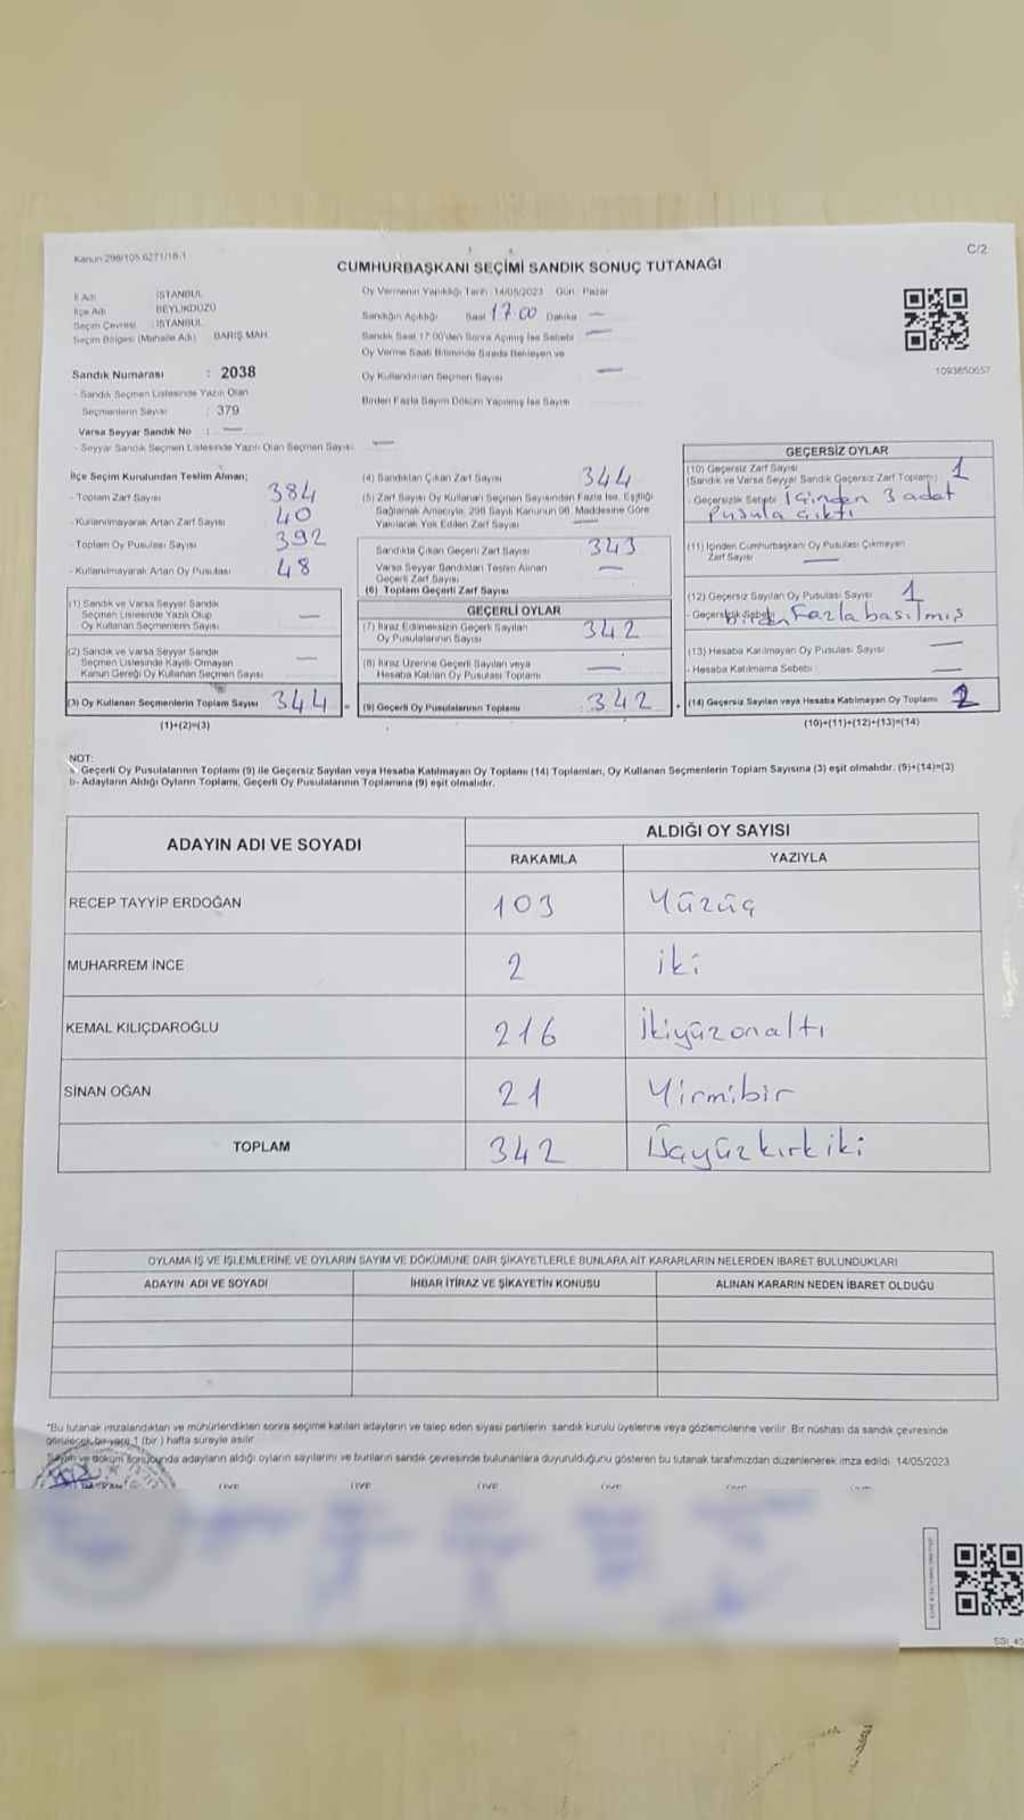 Kanun 298/105 6271/18-1
C/2
CUMHURBAŞKANI SEÇİMİ SANDIK SONUÇ TUTANAĞI
İl Adı İSTANBUL
İlçe Adı BEYLİKDÜZÜ
Seçim Çevresi : İSTANBUL
Seçim Bölgesi (Mahalle Adı) BARIŞ MAH.
Sandık Numarası : 2038
- Sandık Seçmen Listesinde Yazılı Olan
Seçmenlerin Sayısı : 379
Varsa Seyyar Sandık No : —
- Seyyar Sandık Seçmen Listesinde Yazılı Olan Seçmen Sayısı —
Oy Vermenin Yapıldığı Tarih : 14/05/2023 Gün : Pazar
Sandığın Açıldığı Saat 17.00 Dakika —
Sandık Saat 17:00'den Sonra Açılmış İse Sebebi —
Oy Verme Saati Bitiminde Sırada Bekleyen ve
Oy Kullandırılan Seçmen Sayısı —
Birden Fazla Sayım Döküm Yapılmış İse Sayısı
1093850657
İlçe Seçim Kurulundan Teslim Alınan;
- Toplam Zarf Sayısı 384
- Kullanılmayarak Artan Zarf Sayısı 40
- Toplam Oy Pusulası Sayısı 392
- Kullanılmayarak Artan Oy Pusulası 48
(1) Sandık ve Varsa Seyyar Sandık
Seçmen Listesinde Yazılı Olup
Oy Kullanan Seçmenlerin Sayısı —
(2) Sandık ve Varsa Seyyar Sandık
Seçmen Listesinde Kayıtlı Olmayan
Kanun Gereği Oy Kullanan Seçmen Sayısı —
(3) Oy Kullanan Seçmenlerin Toplam Sayısı 344
(1)+(2)=(3)
(4) Sandıktan Çıkan Zarf Sayısı 344
(5) Zarf Sayısı Oy Kullanan Seçmen Sayısından Fazla İse, Eşitliği
Sağlamak Amacıyla, 298 Sayılı Kanunun 98. Maddesine Göre
Yakılarak Yok Edilen Zarf Sayısı —
Sandıkta Çıkan Geçerli Zarf Sayısı 343
Varsa Seyyar Sandıktan Teslim Alınan
Geçerli Zarf Sayısı —
(6) Toplam Geçerli Zarf Sayısı
GEÇERLİ OYLAR
(7) İtiraz Edilmeksizin Geçerli Sayılan
Oy Pusulalarının Sayısı 342
(8) İtiraz Üzerine Geçerli Sayılan veya
Hesaba Katılan Oy Pusulası Toplamı —
(9) Geçerli Oy Pusulalarının Toplamı 342
GEÇERSİZ OYLAR
(10) Geçersiz Zarf Sayısı
(Sandık ve Varsa Seyyar Sandık Geçersiz Zarf Toplamı) 1
- Geçersizlik Sebebi İçinden 3 adet
pusula çıktı
(11) İçinden Cumhurbaşkanı Oy Pusulası Çıkmayan
Zarf Sayısı —
(12) Geçersiz Sayılan Oy Pusulası Sayısı 1
- Geçersizlik Sebebi birden Fazla basılmış
(13) Hesaba Katılmayan Oy Pusulası Sayısı —
- Hesaba Katılmama Sebebi —
(14) Geçersiz Sayılan veya Hesaba Katılmayan Oy Toplamı 2
(10)+(11)+(12)+(13)=(14)
NOT:
a- Geçerli Oy Pusulalarının Toplamı (9) ile Geçersiz Sayılan veya Hesaba Katılmayan Oy Toplamı (14) Toplamları, Oy Kullanan Seçmenlerin Toplam Sayısına (3) eşit olmalıdır. (9)+(14)=(3)
b- Adayların Aldığı Oyların Toplamı, Geçerli Oy Pusulalarının Toplamına (9) eşit olmalıdır.
ADAYIN ADI VE SOYADI
ALDIĞI OY SAYISI
RAKAMLA YAZIYLA
RECEP TAYYİP ERDOĞAN 103 Yüzüç
MUHARREM İNCE 2 iki
KEMAL KILIÇDAROĞLU 216 İkiyüzonaltı
SİNAN OĞAN 21 Yirmibir
TOPLAM 342 Üçyüzkırkiki
OYLAMA İŞ VE İŞLEMLERİNE VE OYLARIN SAYIM VE DÖKÜMÜNE DAİR ŞİKAYETLERLE BUNLARA AİT KARARLARIN NELERDEN İBARET BULUNDUKLARI
ADAYIN ADI VE SOYADI İHBAR İTİRAZ VE ŞİKAYETİN KONUSU ALINAN KARARIN NEDEN İBARET OLDUĞU
*Bu tutanak imzalandıktan ve mühürlendikten sonra seçime katılan adayların ve talep eden siyasi partilerin sandık kurulu üyelerine veya gözlemcilerine verilir. Bir nüshası da sandık çevresinde
görülecek bir yere 1 (bir) hafta süreyle asılır.
Sayım ve döküm sonucunda adayların aldığı oyların sayılarını ve bunların sandık çevresinde bulunanlara duyurulduğunu gösteren bu tutanak tarafımızdan düzenlenerek imza edildi. 14/05/2023